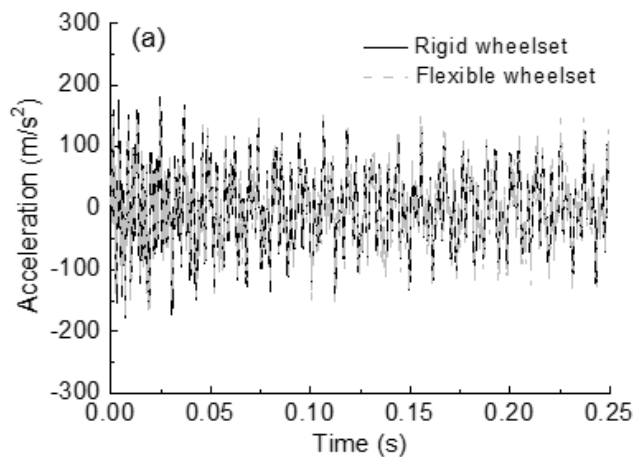 (a)
Rigid wheelset
Flexible wheelset
Acceleration (m/s²)
300
200
100
0
-100
-200
-300
0.00 0.05 0.10 0.15 0.20 0.25
Time (s)